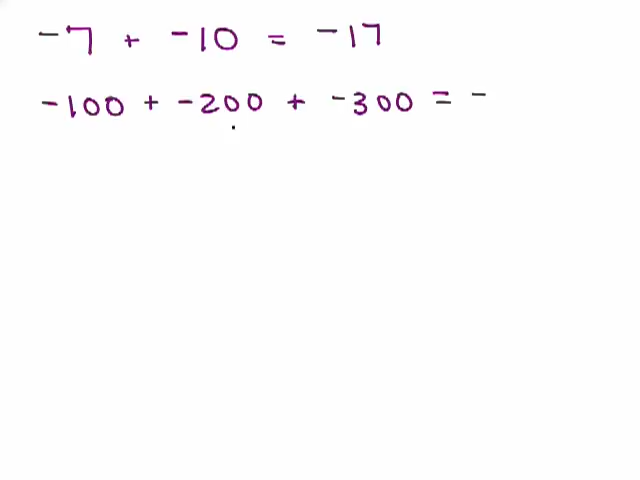 -7 + -10 = -17
-100 + -200 + -300 = -